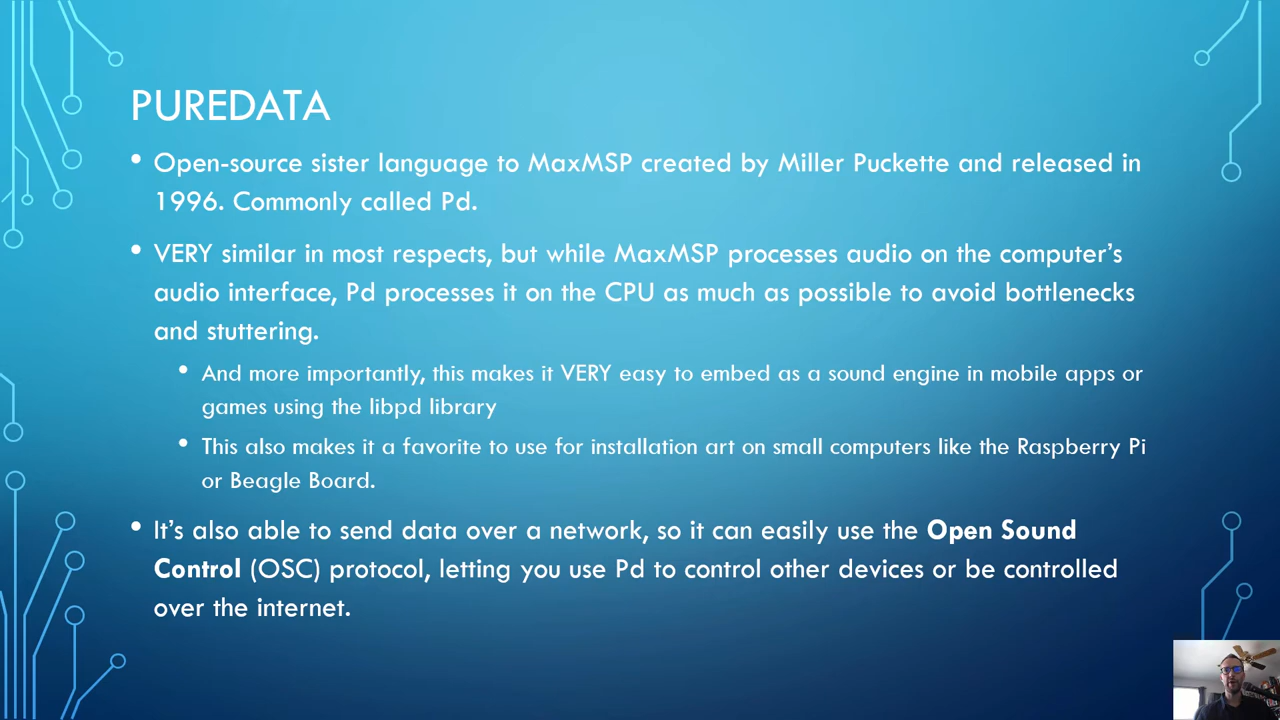 PUREDATA
• Open-source sister language to MaxMSP created by Miller Puckette and released in
1996. Commonly called Pd.
• VERY similar in most respects, but while MaxMSP processes audio on the computer’s
audio interface, Pd processes it on the CPU as much as possible to avoid bottlenecks
and stuttering.
• And more importantly, this makes it VERY easy to embed as a sound engine in mobile apps or
games using the libpd library
• This also makes it a favorite to use for installation art on small computers like the Raspberry Pi
or Beagle Board.
• It’s also able to send data over a network, so it can easily use the Open Sound
Control (OSC) protocol, letting you use Pd to control other devices or be controlled
over the internet.